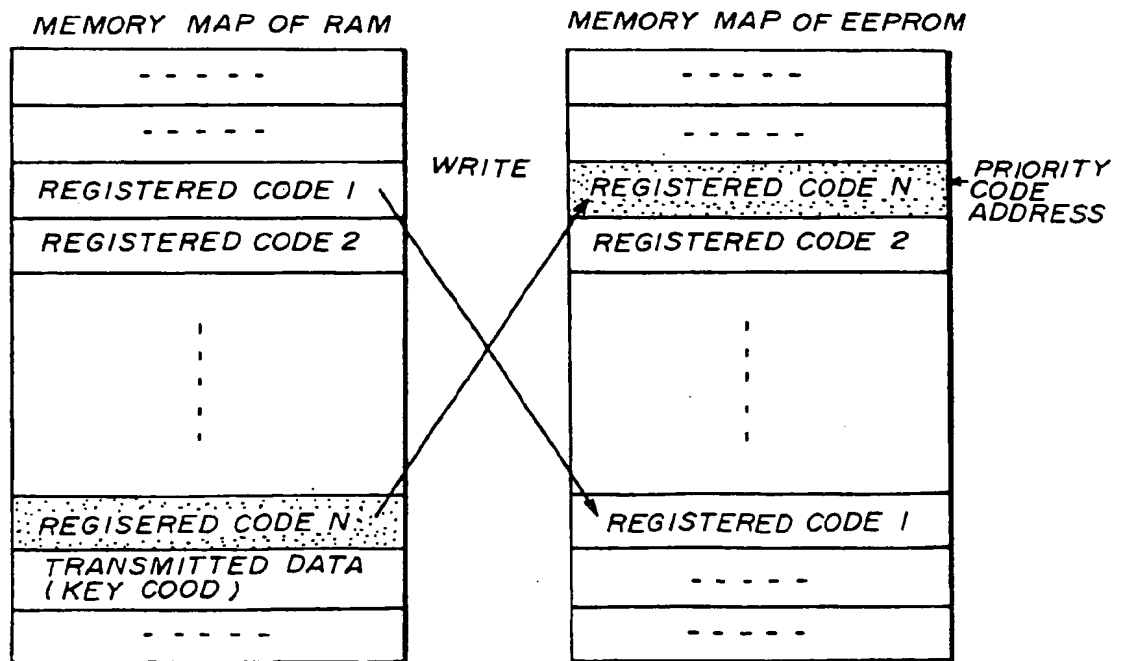 MEMORY MAP OF RAM
- - - - -
- - - - -
REGISTERED CODE 1
REGISTERED CODE 2
REGISERED CODE N
TRANSMITTED DATA
(KEY COOD)
- - - - -
WRITE
MEMORY MAP OF EEPROM
- - - - -
- - - - -
REGISTERED CODE N
REGISTERED CODE 2
REGISTERED CODE 1
- - - - -
- - - - -
PRIORITY
CODE
ADDRESS